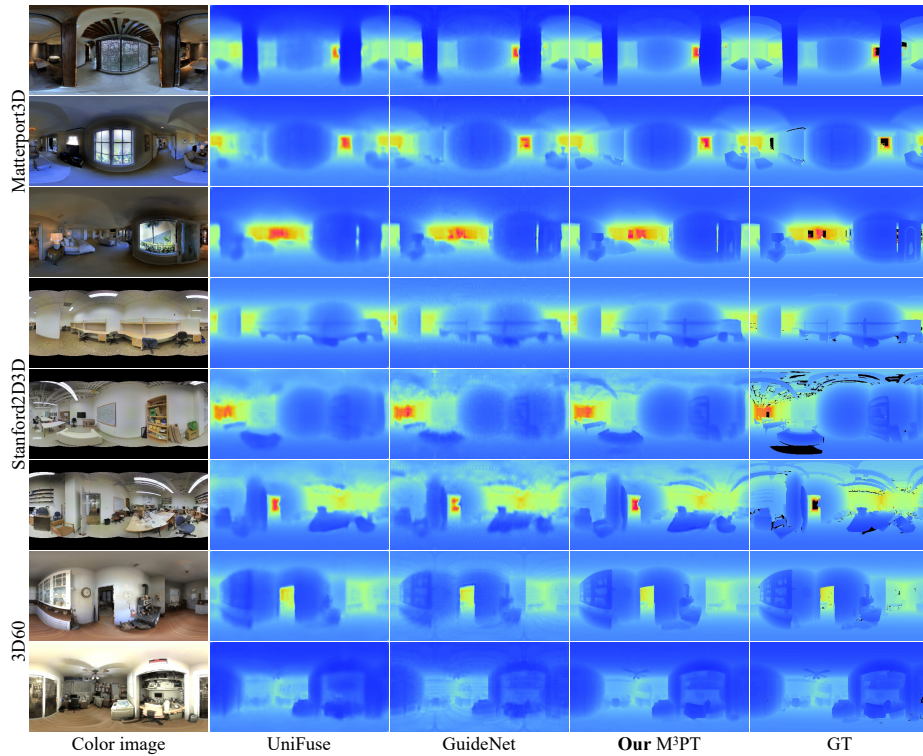 Matterport3D
Stanford2D3D
3D60
Color image
UniFuse
GuideNet
Our M³PT
GT